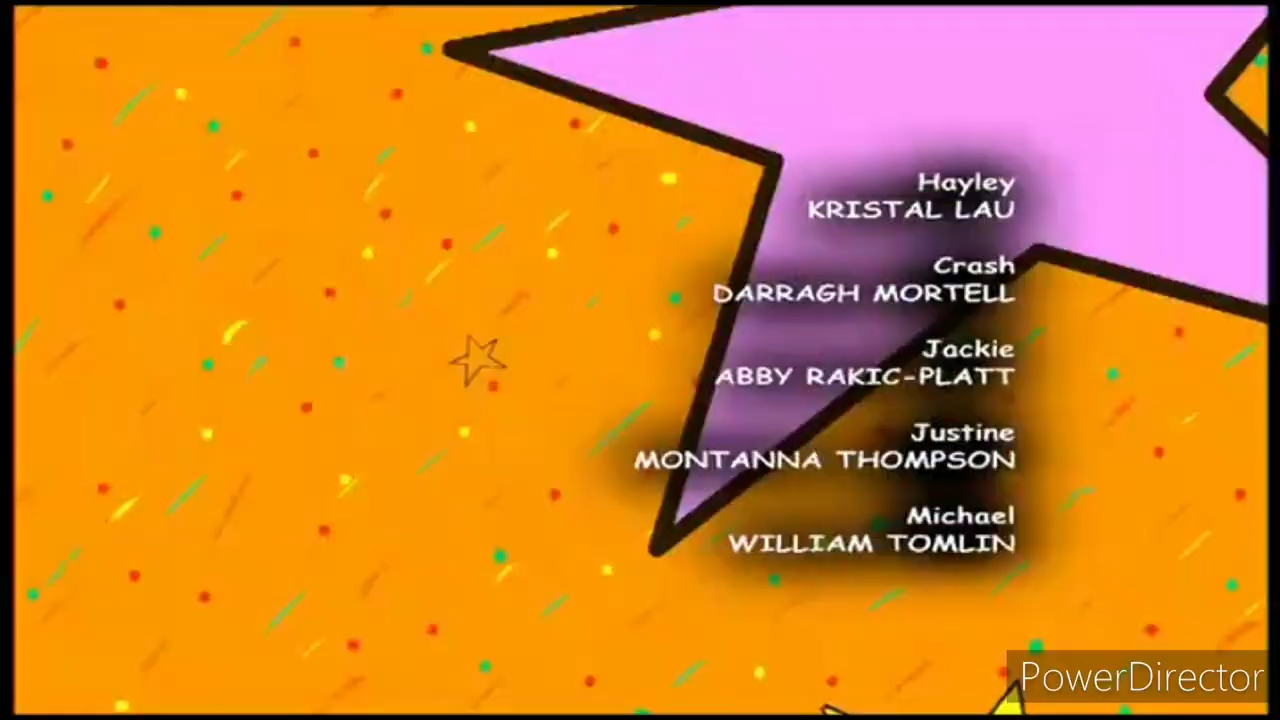 Hayley
KRISTAL LAU
Crash
DARRAGH MORTELL
Jackie
ABBY RAKIC-PLATT
Justine
MONTANNA THOMPSON
Michael
WILLIAM TOMLIN
PowerDirector